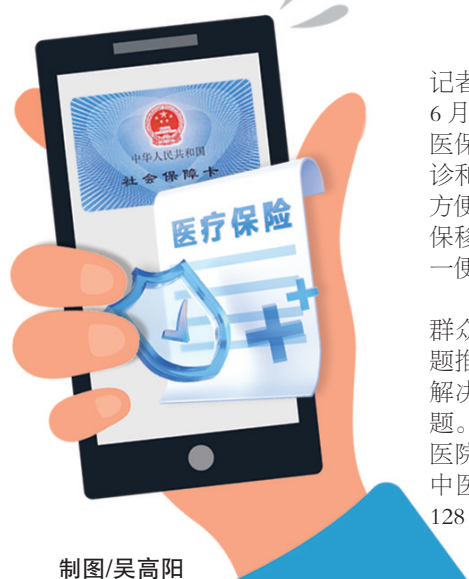 中华人民共和国
社会保障卡
医疗保险
制图/吴高阳
记者
6月
医保
诊和
方便
保移
一便
群众
题推
解决
题。
医院
中医
128